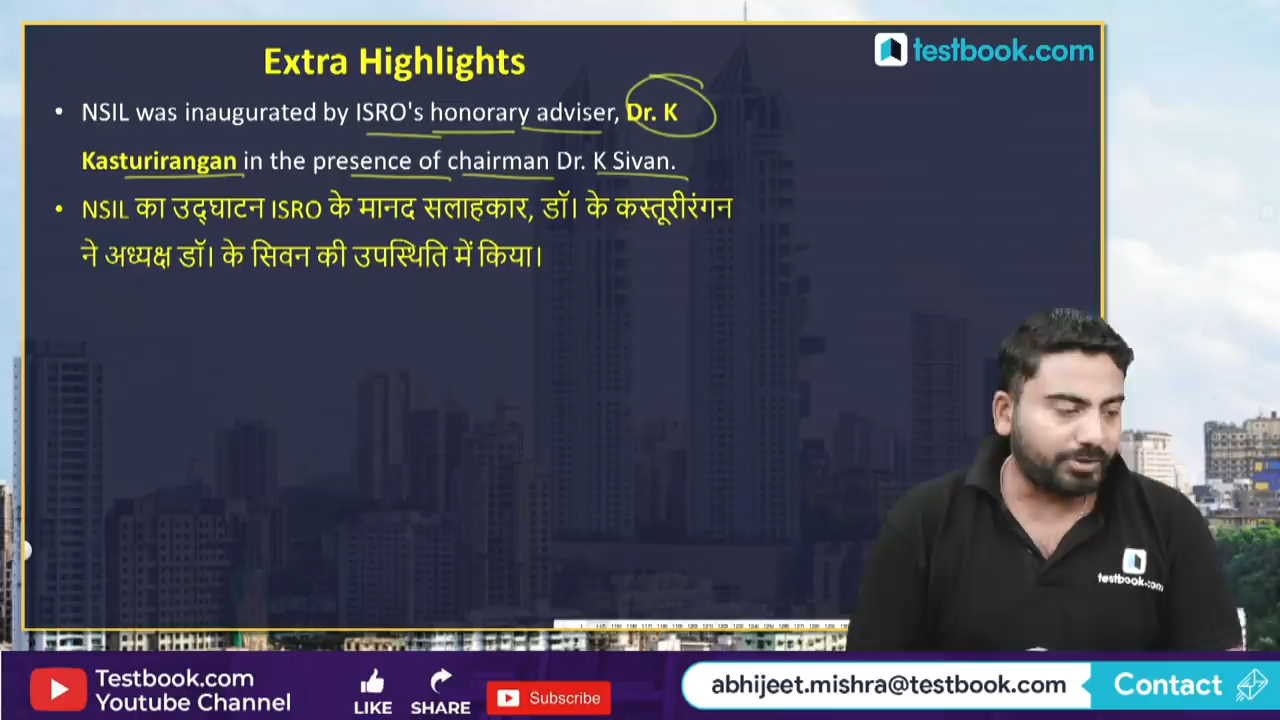 Extra Highlights
testbook.com
• NSIL was inaugurated by ISRO's honorary adviser, Dr. K
Kasturirangan in the presence of chairman Dr. K Sivan.
• NSIL का उद्घाटन ISRO के मानद सलाहकार, डॉ। के कस्तूरीरंगन
ने अध्यक्ष डॉ। के सिवन की उपस्थिति में किया।
testbook.com
Testbook.com
Youtube Channel
LIKE
SHARE
Subscribe
abhijeet.mishra@testbook.com
Contact